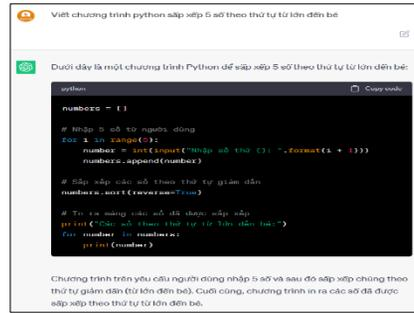 Viết chương trình python sắp xếp 5 số theo thứ tự từ lớn đến bé
Dưới đây là một chương trình Python để sắp xếp 5 số theo thứ tự từ lớn đến bé:
python
Copy code
numbers = []
# Nhập 5 số từ người dùng
for i in range(5):
    number = int(input("Nhập số thứ {}: ".format(i + 1)))
    numbers.append(number)
# Sắp xếp các số theo thứ tự giảm dần
numbers.sort(reverse=True)
# In ra màng các số đã được sắp xếp
print("Các số theo thứ tự từ lớn đến bé:")
for number in numbers:
    print(number)
Chương trình trên yêu cầu người dùng nhập 5 số và sau đó sắp xếp chúng theo
thứ tự giảm dần (từ lớn đến bé). Cuối cùng, chương trình in ra các số đã được
sắp xếp theo thứ tự từ lớn đến bé.